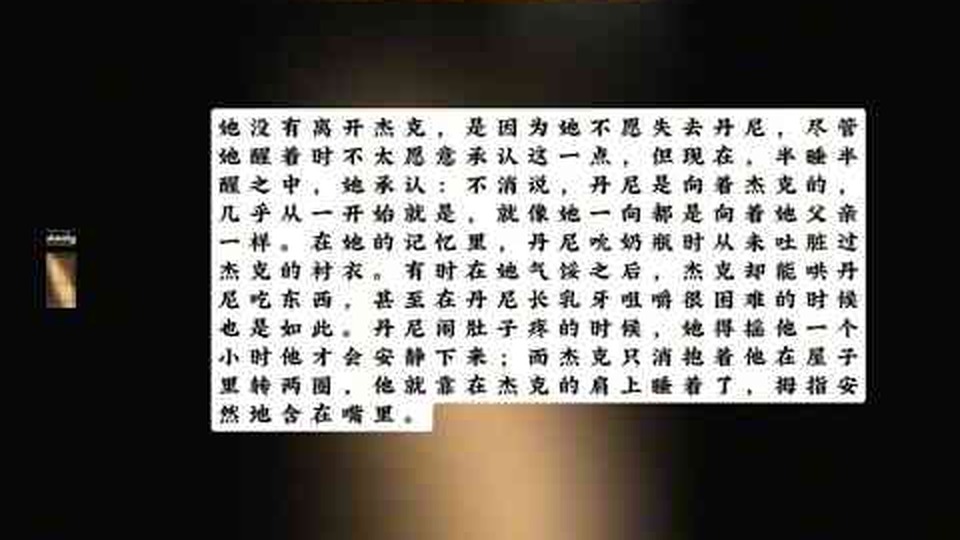 她没有离开杰克，是因为她不愿失去丹尼，尽管
她醒着时不太愿意承认这一点，但现在，半睡半
醒之中，她承认：不消说，丹尼是向着杰克的，
几乎从一开始就是，就像她一向都是向着她父亲
一样。在她的记忆里，丹尼吮奶瓶时从未吐脏过
杰克的衬衣。有时在她气馁之后，杰克却能哄丹
尼吃东西，甚至在丹尼长乳牙咀嚼很困难的时候
也是如此。丹尼闹肚子疼的时候，她得摇他一个
小时他才会安静下来；而杰克只消抱着他在屋子
里转两圈，他就靠在杰克的肩上睡着了，拇指安
然地含在嘴里。